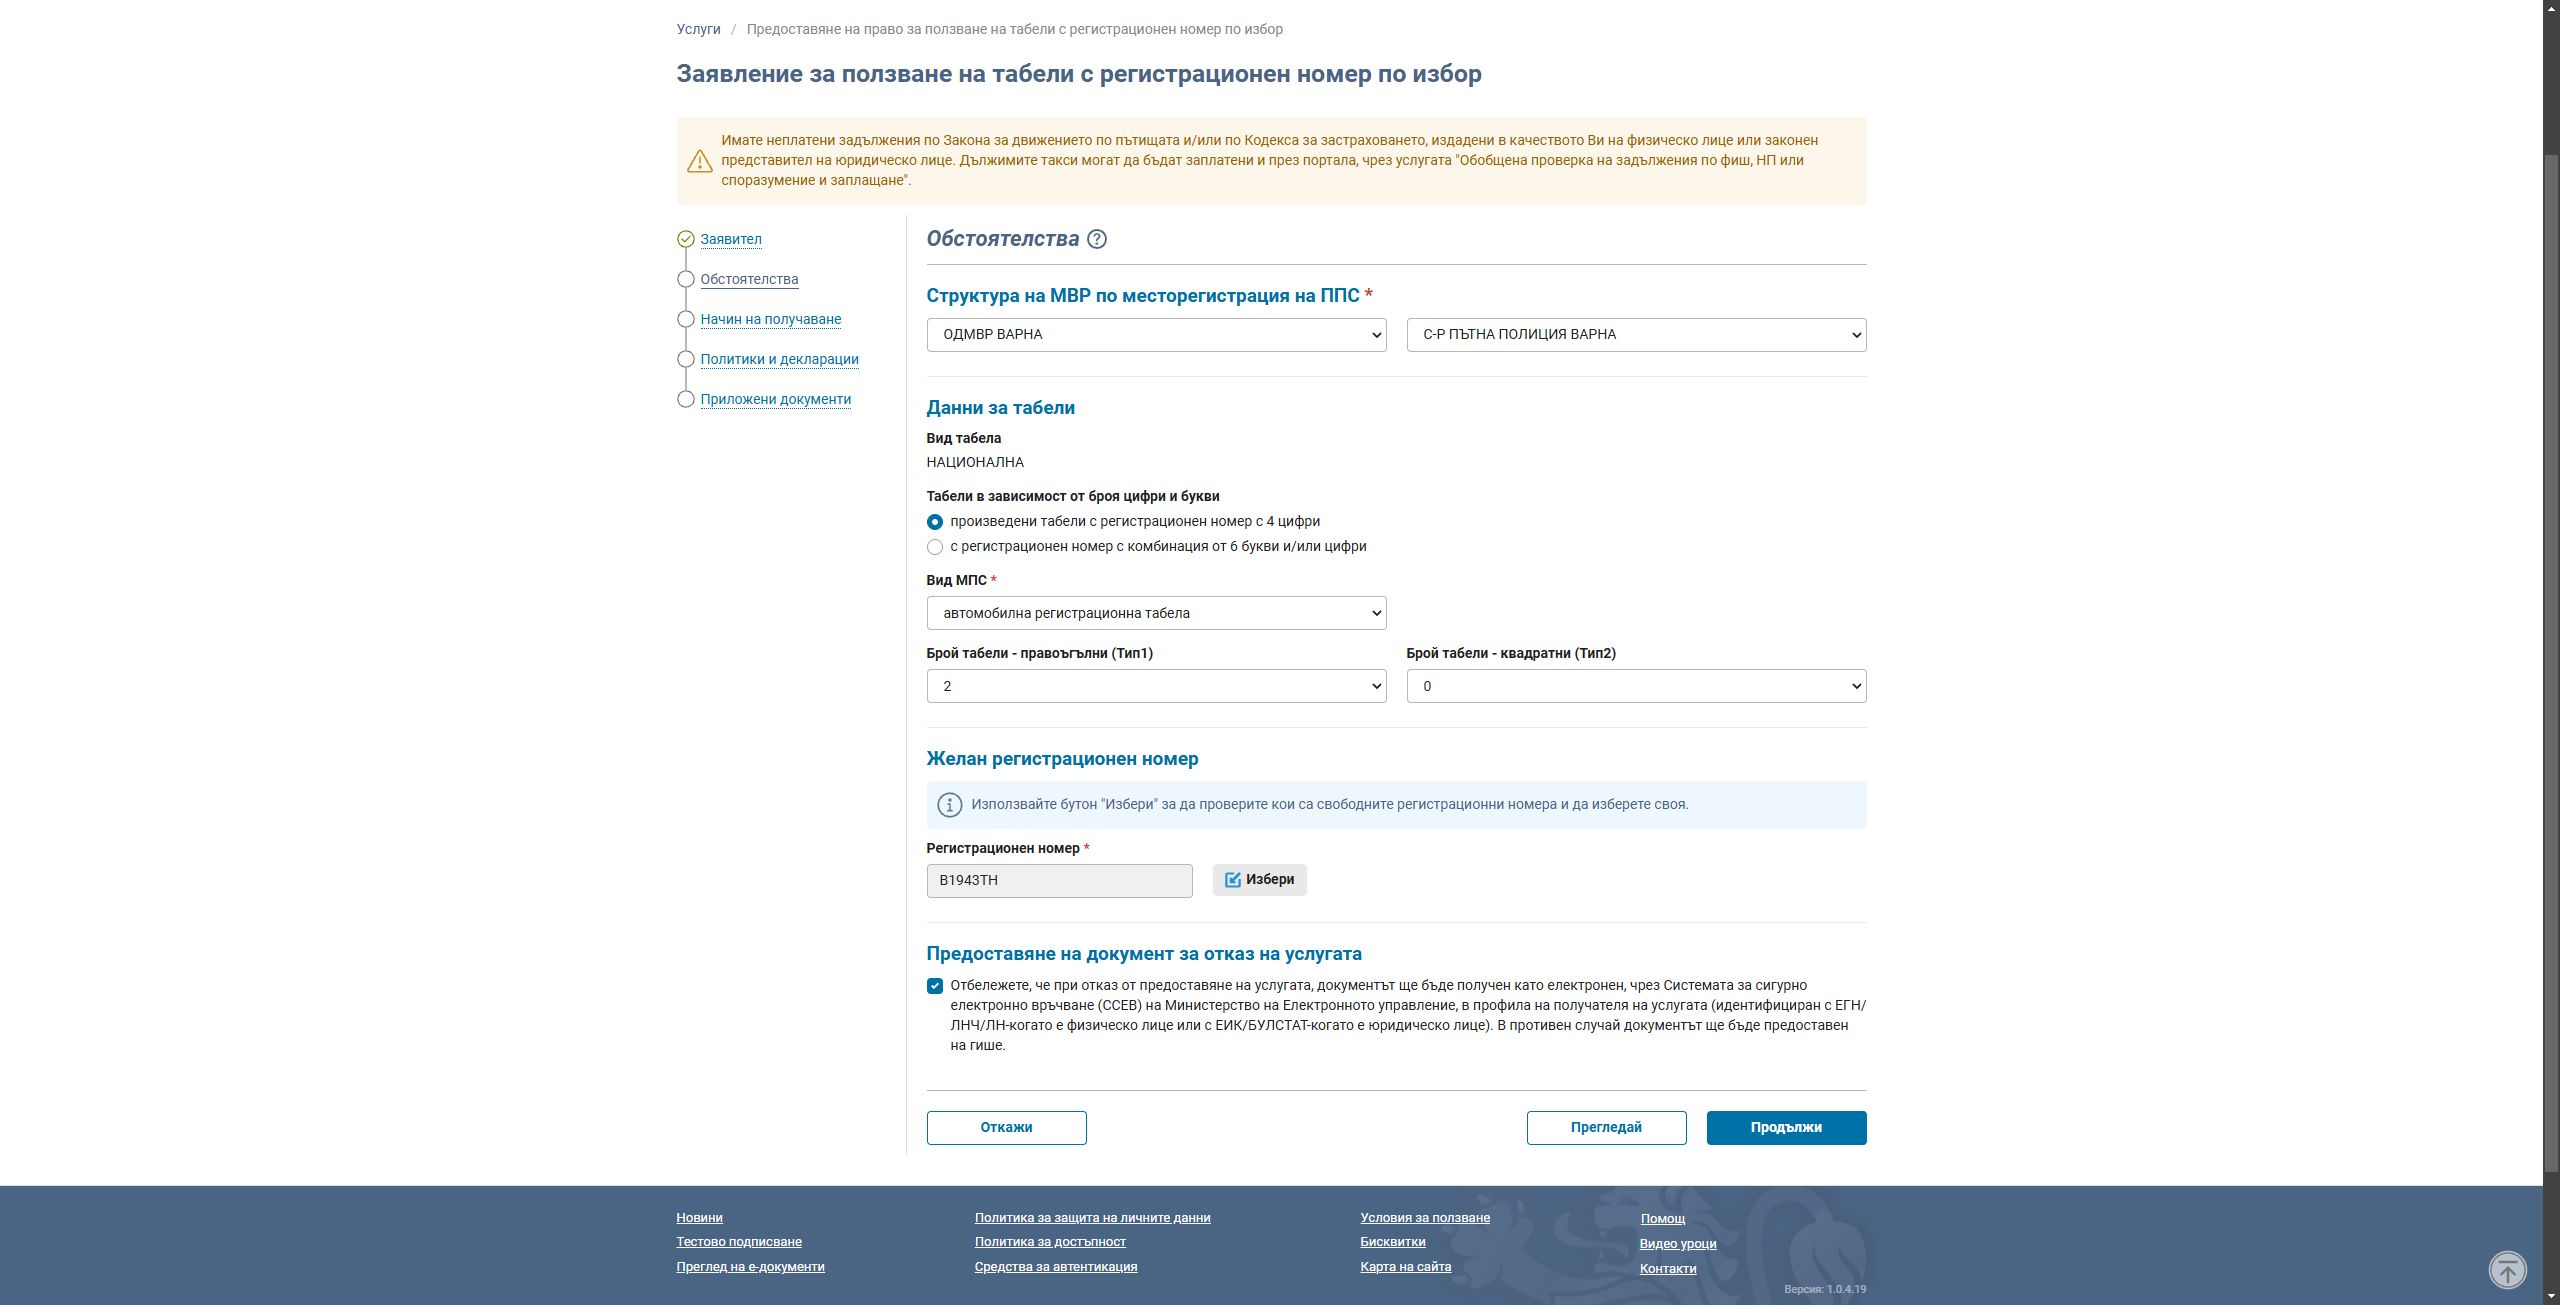 Услуги / Предоставяне на право за ползване на табели с регистрационен номер по избор
Заявление за ползване на табели с регистрационен номер по избор
Имате неплатени задължения по Закона за движението по пътищата и/или по Кодекса за застраховането, издадени в качеството Ви на физическо лице или законен
представител на юридическо лице. Дължимите такси могат да бъдат заплатени и през портала, чрез услугата "Обобщена проверка на задължения по фиш, НП или
споразумение и заплащане".
Заявител
Обстоятелства
Начин на получаване
Политики и декларации
Приложени документи
Обстоятелства ?
Структура на МВР по месторегистрация на ППС *
ОДМВР ВАРНА
С-Р ПЪТНА ПОЛИЦИЯ ВАРНА
Данни за табели
Вид табела
НАЦИОНАЛНА
Табели в зависимост от броя цифри и букви
произведени табели с регистрационен номер с 4 цифри
с регистрационен номер с комбинация от 6 букви и/или цифри
Вид МПС *
автомобилна регистрационна табела
Брой табели - правоъгълни (Тип1)
2
Брой табели - квадратни (Тип2)
0
Желан регистрационен номер
Използвайте бутон "Избери" за да проверите кои са свободните регистрационни номера и да изберете своя.
Регистрационен номер *
В1943ТН
Избери
Предоставяне на документ за отказ на услугата
Отбележете, че при отказ от предоставяне на услугата, документът ще бъде получен като електронен, чрез Системата за сигурно
електронно връчване (ССЕВ) на Министерство на Електронното управление, в профила на получателя на услугата (идентифициран с ЕГН/
ЛНЧ/ЛН-когато е физическо лице или с ЕИК/БУЛСТАТ-когато е юридическо лице). В противен случай документът ще бъде предоставен
на гише.
Откажи
Прегледай
Продължи
Новини
Тестово подписване
Преглед на е-документи
Политика за защита на личните данни
Политика за достъпност
Средства за автентикация
Условия за ползване
Бисквитки
Карта на сайта
Помощ
Видео уроци
Контакти
Версия: 1.0.4.19